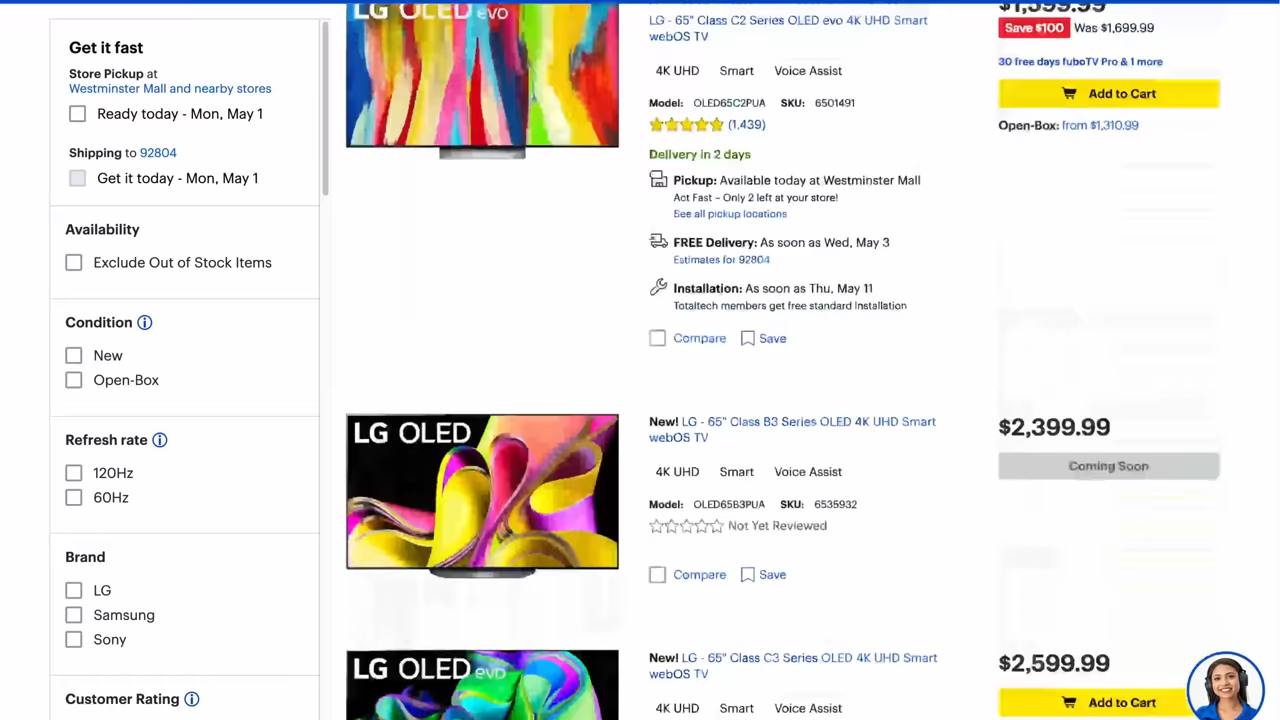 Get it fast
Store Pickup at
Westminster Mall and nearby stores
Ready today - Mon, May 1
Shipping to 92804
Get it today - Mon, May 1
Availability
Exclude Out of Stock Items
Condition
New
Open-Box
Refresh rate
120Hz
60Hz
Brand
LG
Samsung
Sony
Customer Rating
LG OLED evo
LG - 65" Class C2 Series OLED evo 4K UHD Smart
webOS TV
4K UHD Smart Voice Assist
Model: OLED65C2PUA SKU: 6501491
(1,439)
Delivery in 2 days
Pickup: Available today at Westminster Mall
Act Fast – Only 2 left at your store!
See all pickup locations
FREE Delivery: As soon as Wed, May 3
Estimates for 92804
Installation: As soon as Thu, May 11
Totaltech members get free standard installation
Compare Save
$1,599.99
Save $100 Was $1,699.99
30 free days fuboTV Pro & 1 more
Add to Cart
Open-Box: from $1,310.99
LG OLED
New! LG - 65" Class B3 Series OLED 4K UHD Smart
webOS TV
4K UHD Smart Voice Assist
Model: OLED65B3PUA SKU: 6535932
Not Yet Reviewed
Compare Save
$2,399.99
Coming Soon
LG OLED evo
New! LG - 65" Class C3 Series OLED 4K UHD Smart
webOS TV
4K UHD Smart Voice Assist
$2,599.99
Add to Cart